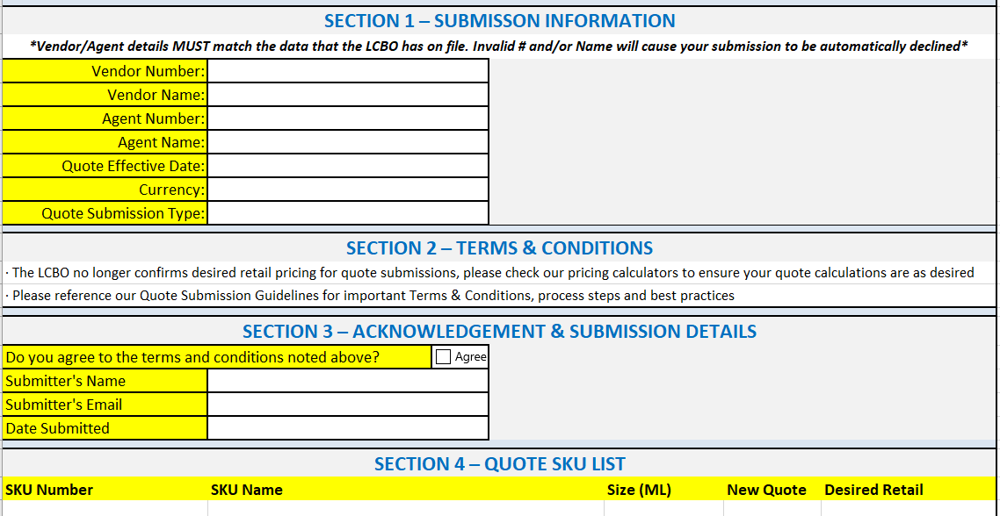 SECTION 1 – SUBMISSON INFORMATION
*Vendor/Agent details MUST match the data that the LCBO has on file. Invalid # and/or Name will cause your submission to be automatically declined*
Vendor Number:
Vendor Name:
Agent Number:
Agent Name:
Quote Effective Date:
Currency:
Quote Submission Type:
SECTION 2 – TERMS & CONDITIONS
· The LCBO no longer confirms desired retail pricing for quote submissions, please check our pricing calculators to ensure your quote calculations are as desired
· Please reference our Quote Submission Guidelines for important Terms & Conditions, process steps and best practices
SECTION 3 – ACKNOWLEDGEMENT & SUBMISSION DETAILS
Do you agree to the terms and conditions noted above? Agree
Submitter's Name
Submitter's Email
Date Submitted
SECTION 4 – QUOTE SKU LIST
SKU Number SKU Name Size (ML) New Quote Desired Retail